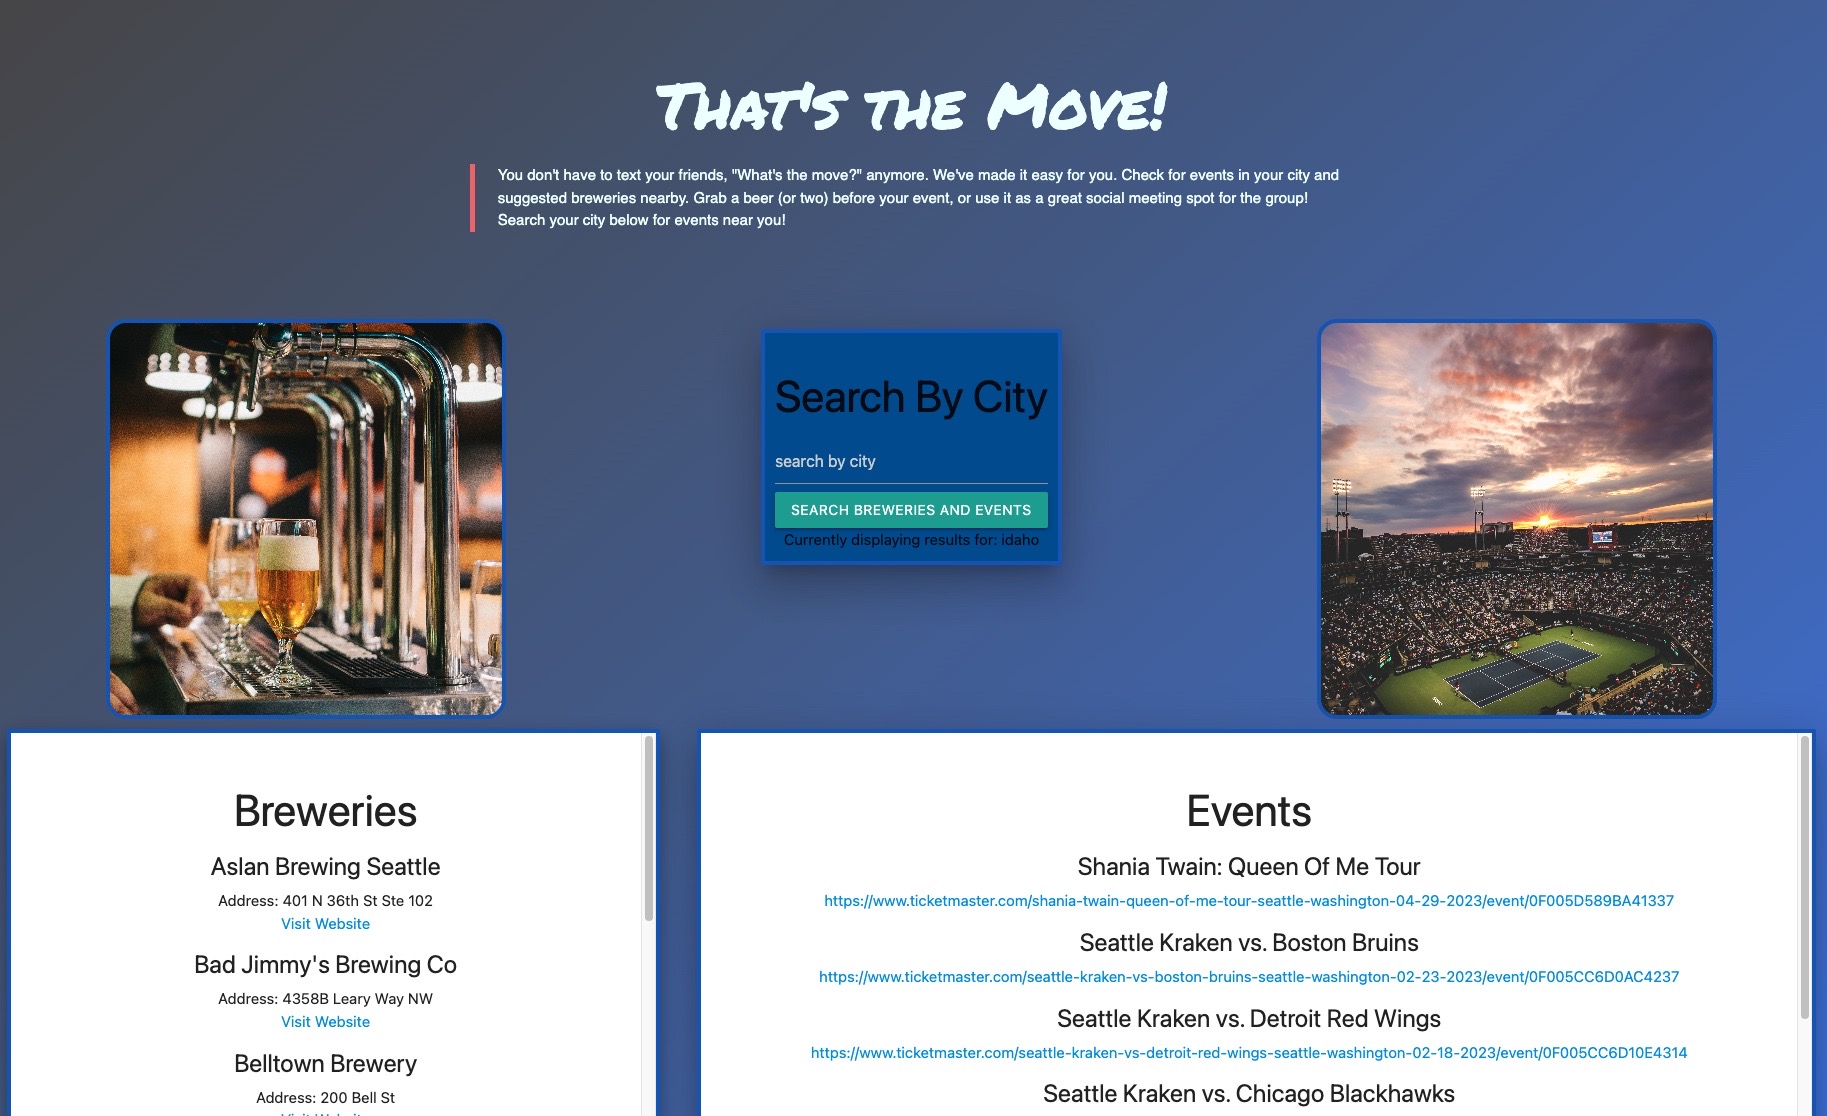 That's the Move!
You don't have to text your friends, "What's the move?" anymore. We've made it easy for you. Check for events in your city and
suggested breweries nearby. Grab a beer (or two) before your event, or use it as a great social meeting spot for the group!
Search your city below for events near you!
Search By City
search by city
SEARCH BREWERIES AND EVENTS
Currently displaying results for: idaho
Breweries
Aslan Brewing Seattle
Address: 401 N 36th St Ste 102
Visit Website
Bad Jimmy's Brewing Co
Address: 4358B Leary Way NW
Visit Website
Belltown Brewery
Address: 200 Bell St
Events
Shania Twain: Queen Of Me Tour
https://www.ticketmaster.com/shania-twain-queen-of-me-tour-seattle-washington-04-29-2023/event/0F005D589BA41337
Seattle Kraken vs. Boston Bruins
https://www.ticketmaster.com/seattle-kraken-vs-boston-bruins-seattle-washington-02-23-2023/event/0F005CC6D0AC4237
Seattle Kraken vs. Detroit Red Wings
https://www.ticketmaster.com/seattle-kraken-vs-detroit-red-wings-seattle-washington-02-18-2023/event/0F005CC6D10E4314
Seattle Kraken vs. Chicago Blackhawks